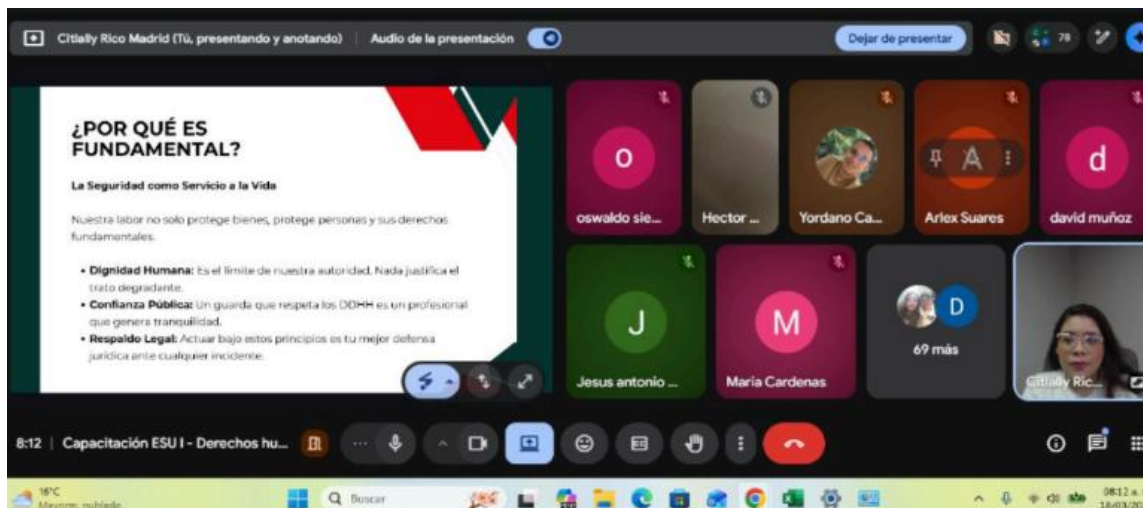 Citlally Rico Madrid (Tú, presentando y anotando)
Audio de la presentación
Dejar de presentar
78
¿POR QUÉ ES
FUNDAMENTAL?
La Seguridad como Servicio a la Vida
Nuestra labor no solo protege bienes, protege personas y sus derechos
fundamentales.
• Dignidad Humana: Es el límite de nuestra autoridad. Nada justifica el
trato degradante.
• Confianza Pública: Un guarda que respeta los DDHH es un profesional
que genera tranquilidad.
• Respaldo Legal: Actuar bajo estos principios es tu mejor defensa
jurídica ante cualquier incidente.
o
oswaldo sie...
Hector ...
Yordano Ca...
A
Arlex Suares
d
david muñoz
J
Jesus antonio ...
M
Maria Cardenas
D
69 más
Citlally Ric...
8:12 | Capacitación ESU I - Derechos hu...
16°C
Mayorm. nublado
Buscar
08:12 a.
18/03/20